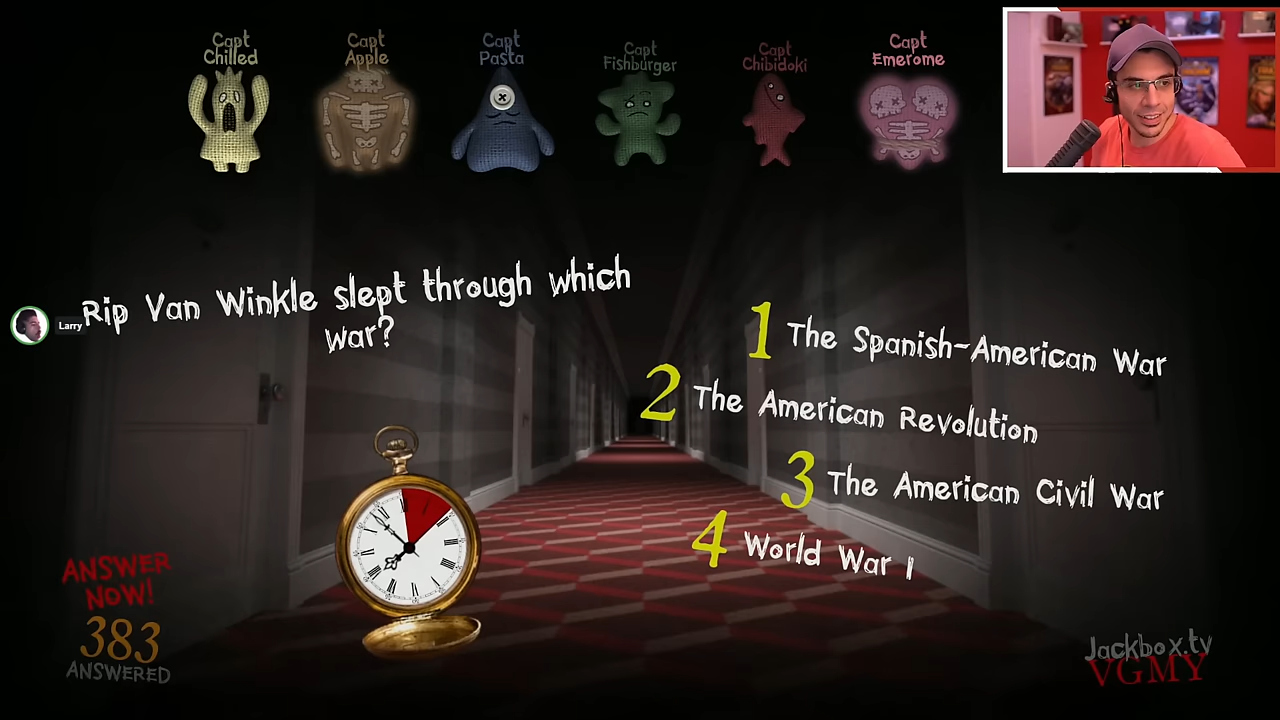 Capt
Chilled
Capt
Apple
Capt
Pasta
Capt
Fishburger
Capt
Chibidoki
Capt
Emerome
Rip Van Winkle slept through which
war?
Larry
1 The Spanish-American War
2 The American Revolution
3 The American Civil War
4 World War I
ANSWER
NOW!
383
ANSWERED
Jackbox.tv
VGMY